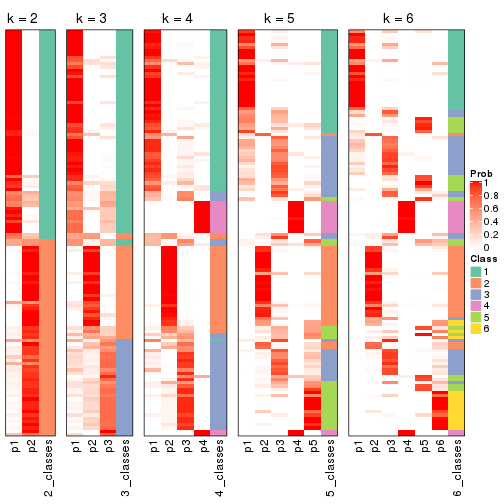 k = 2
k = 3
k = 4
k = 5
k = 6
Prob
1
0.8
0.6
0.4
0.2
0
Class
1
2
3
4
5
6
p1
p2
2_classes
p1
p2
p3
3_classes
p1
p2
p3
p4
4_classes
p1
p2
p3
p4
p5
5_classes
p1
p2
p3
p4
p5
p6
6_classes